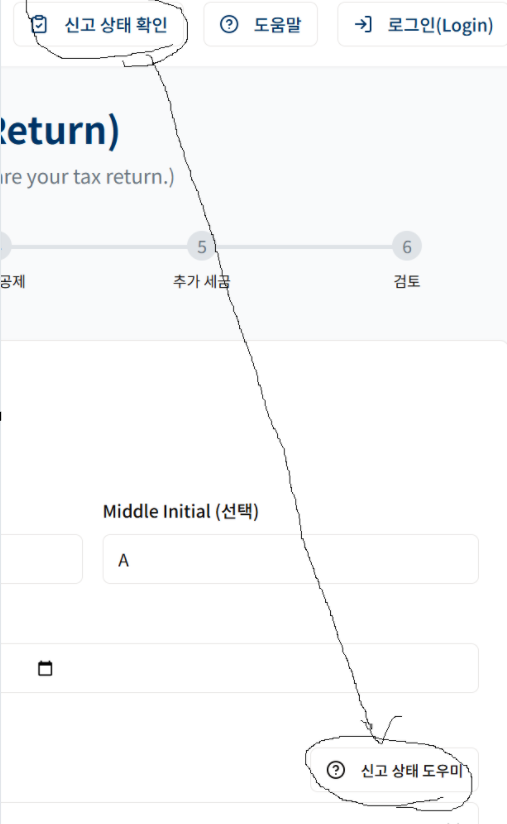 신고 상태 확인 도움말 로그인(Login)
Return)
are your tax return.)
5 6
공제 추가 세금 검토
Middle Initial (선택)
A
신고 상태 도우미